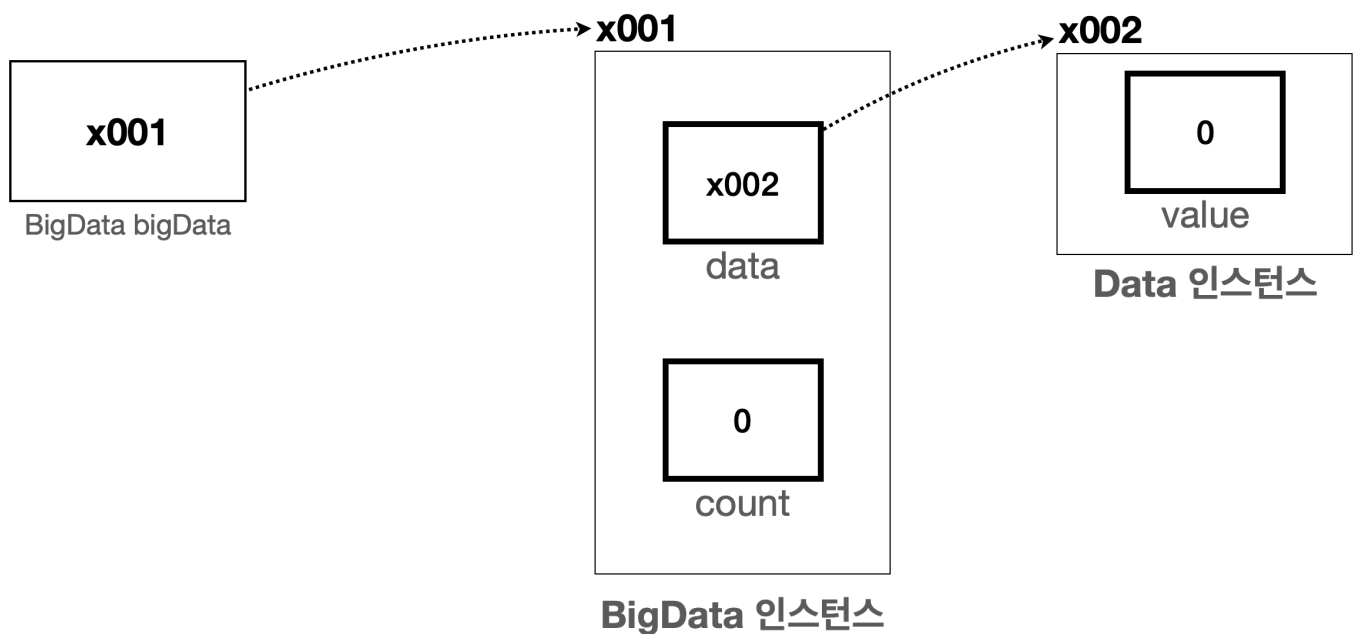 x001
BigData bigData
x001
x002
data
0
count
BigData 인스턴스
x002
0
value
Data 인스턴스